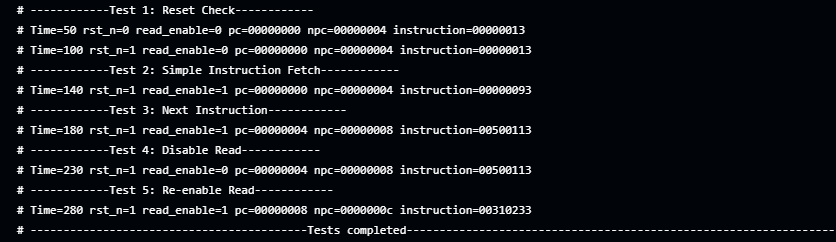 # ------------Test 1: Reset Check------------
# Time=50 rst_n=0 read_enable=0 pc=00000000 npc=00000004 instruction=00000013
# Time=100 rst_n=1 read_enable=0 pc=00000000 npc=00000004 instruction=00000013
# ------------Test 2: Simple Instruction Fetch------------
# Time=140 rst_n=1 read_enable=1 pc=00000000 npc=00000004 instruction=00000093
# ------------Test 3: Next Instruction------------
# Time=180 rst_n=1 read_enable=1 pc=00000004 npc=00000008 instruction=00500113
# ------------Test 4: Disable Read------------
# Time=230 rst_n=1 read_enable=0 pc=00000004 npc=00000008 instruction=00500113
# ------------Test 5: Re-enable Read------------
# Time=280 rst_n=1 read_enable=1 pc=00000008 npc=0000000c instruction=00310233
# ------------------------------------------Tests completed----------------------------------------------------------------